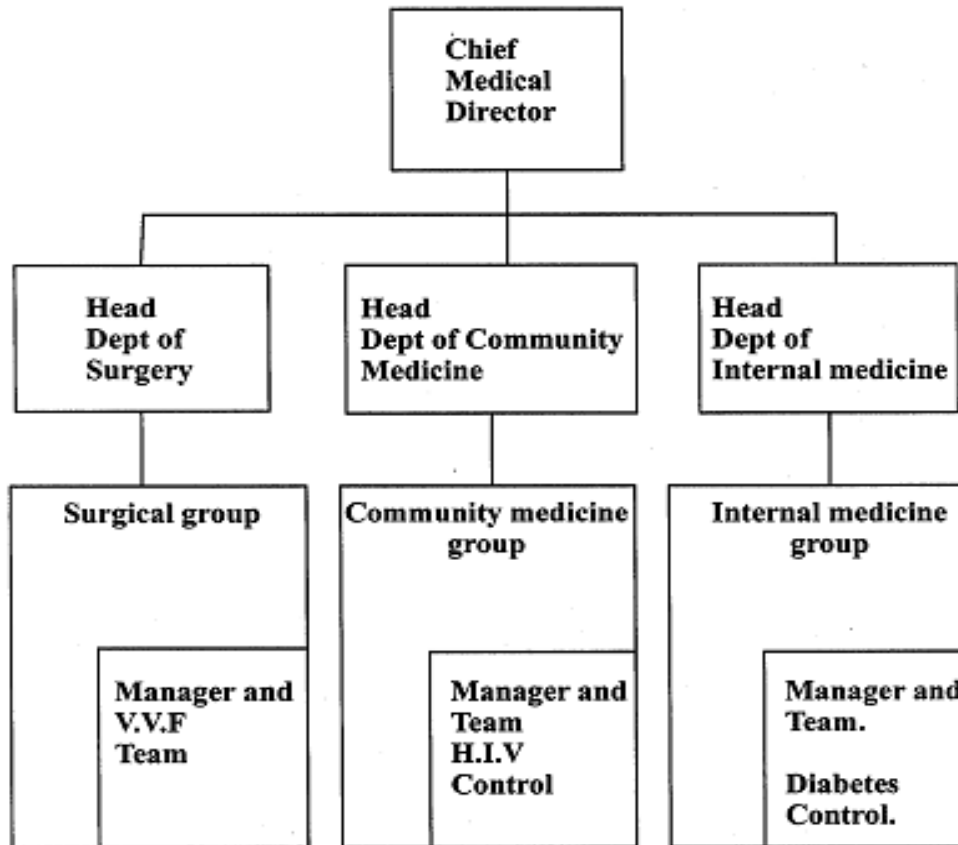 Chief
Medical
Director
Head
Dept of
Surgery
Head
Dept of Community
Medicine
Head
Dept of
Internal medicine
Surgical group
Community medicine
group
Internal medicine
group
Manager and
V.V.F
Team
Manager and
Team
H.I.V
Control
Manager and
Team.
Diabetes
Control.